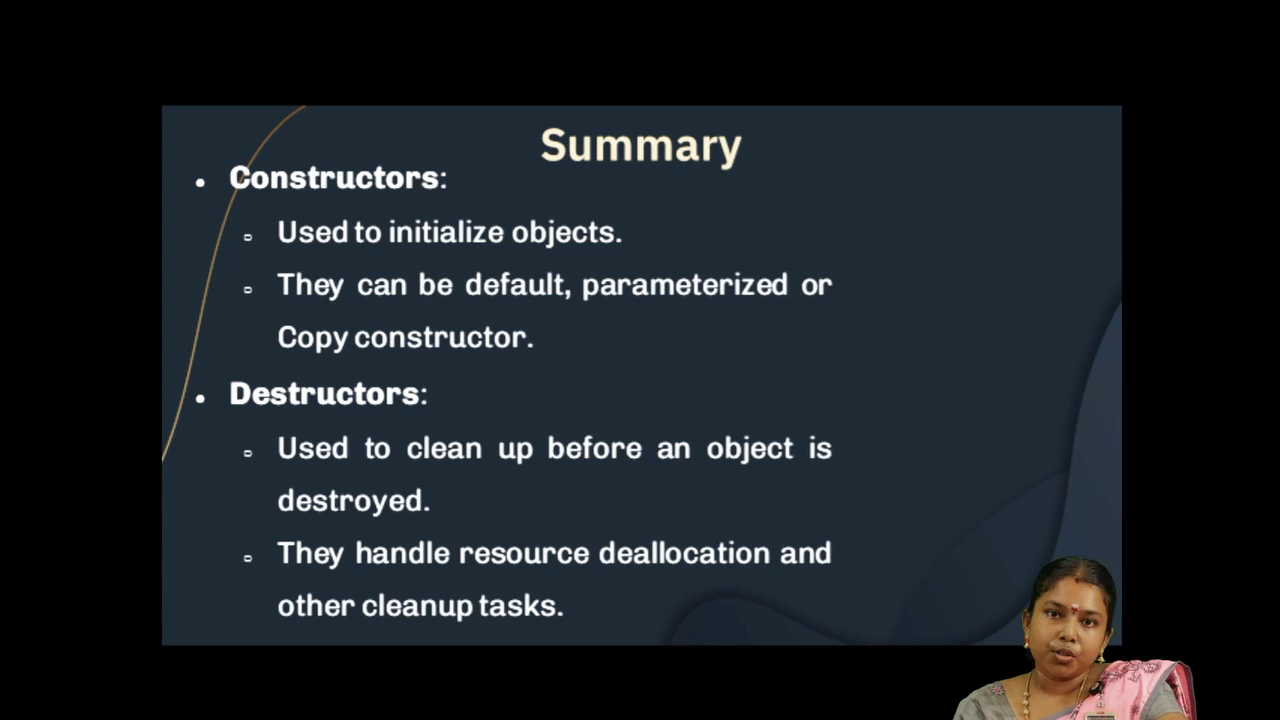 Summary
• Constructors:
Used to initialize objects.
They can be default, parameterized or
Copy constructor.
• Destructors:
Used to clean up before an object is
destroyed.
They handle resource deallocation and
other cleanup tasks.